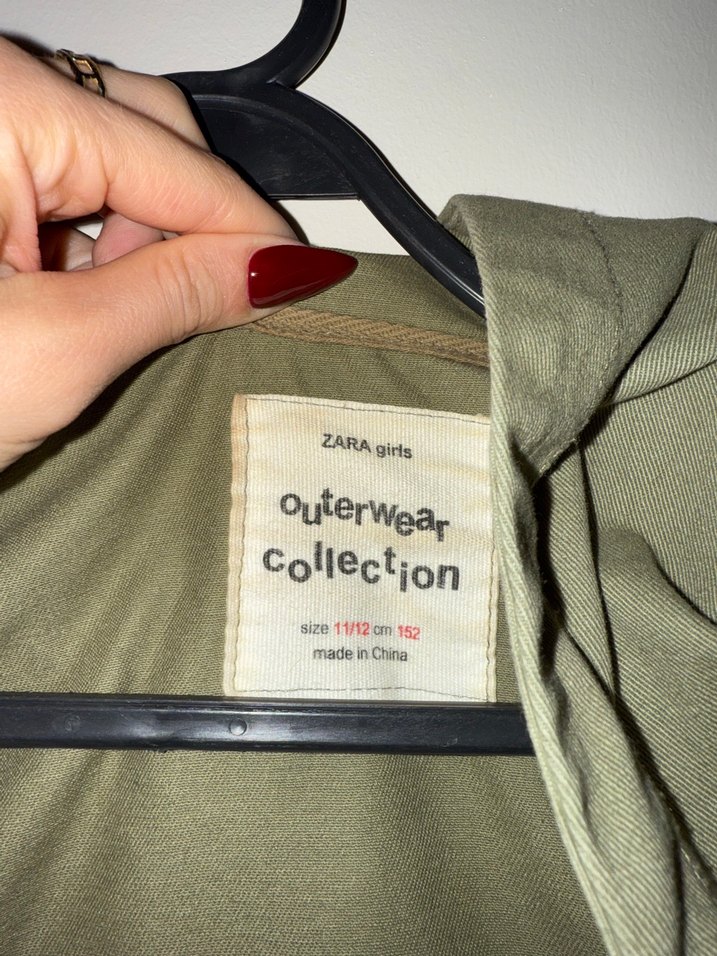 ZARA girls
outerwear
collection
size 11/12 cm 152
made in China